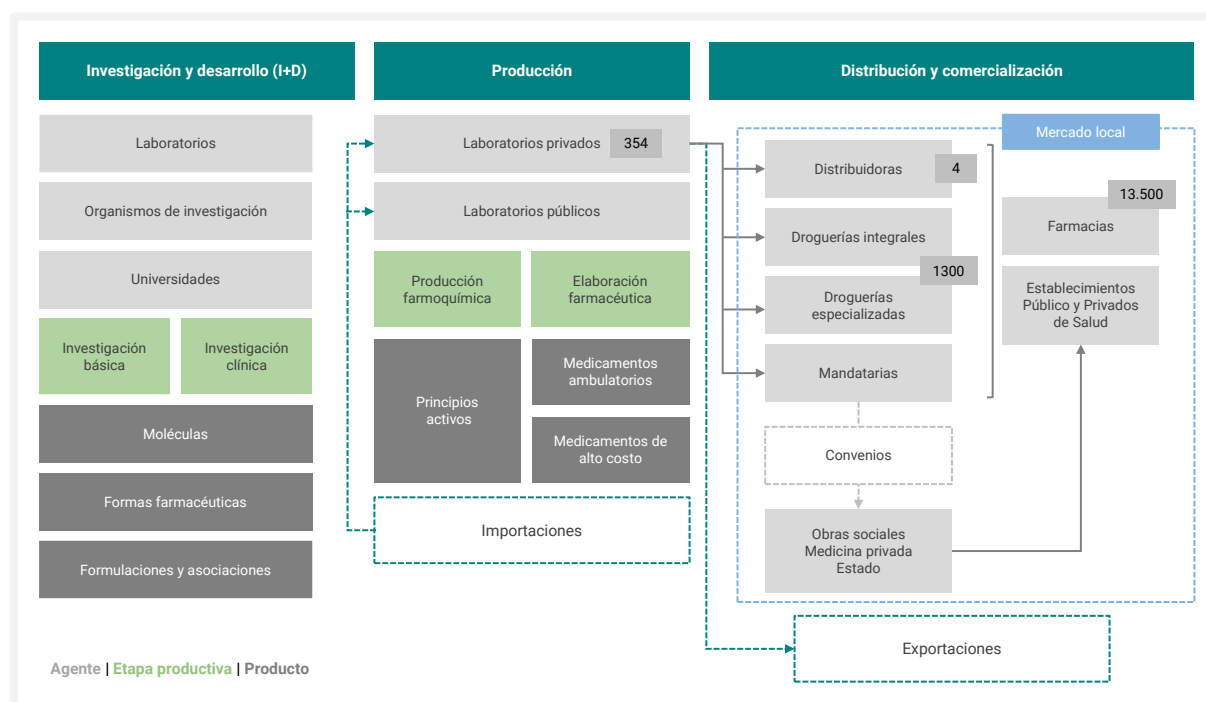 Investigación y desarrollo (I+D)
Laboratorios
Organismos de investigación
Universidades
Investigación
básica
Investigación
clínica
Moléculas
Formas farmacéuticas
Formulaciones y asociaciones
Agente | Etapa productiva | Producto
Producción
Laboratorios privados
354
Laboratorios públicos
Producción
farmoquímica
Elaboración
farmacéutica
Principios
activos
Medicamentos
ambulatorios
Medicamentos de
alto costo
Importaciones
Distribución y comercialización
Mercado local
Distribuidoras
4
Droguerías integrales
1300
Droguerías
especializadas
Mandatarias
Convenios
Obras sociales
Medicina privada
Estado
13.500
Farmacias
Establecimientos
Público y Privados
de Salud
Exportaciones